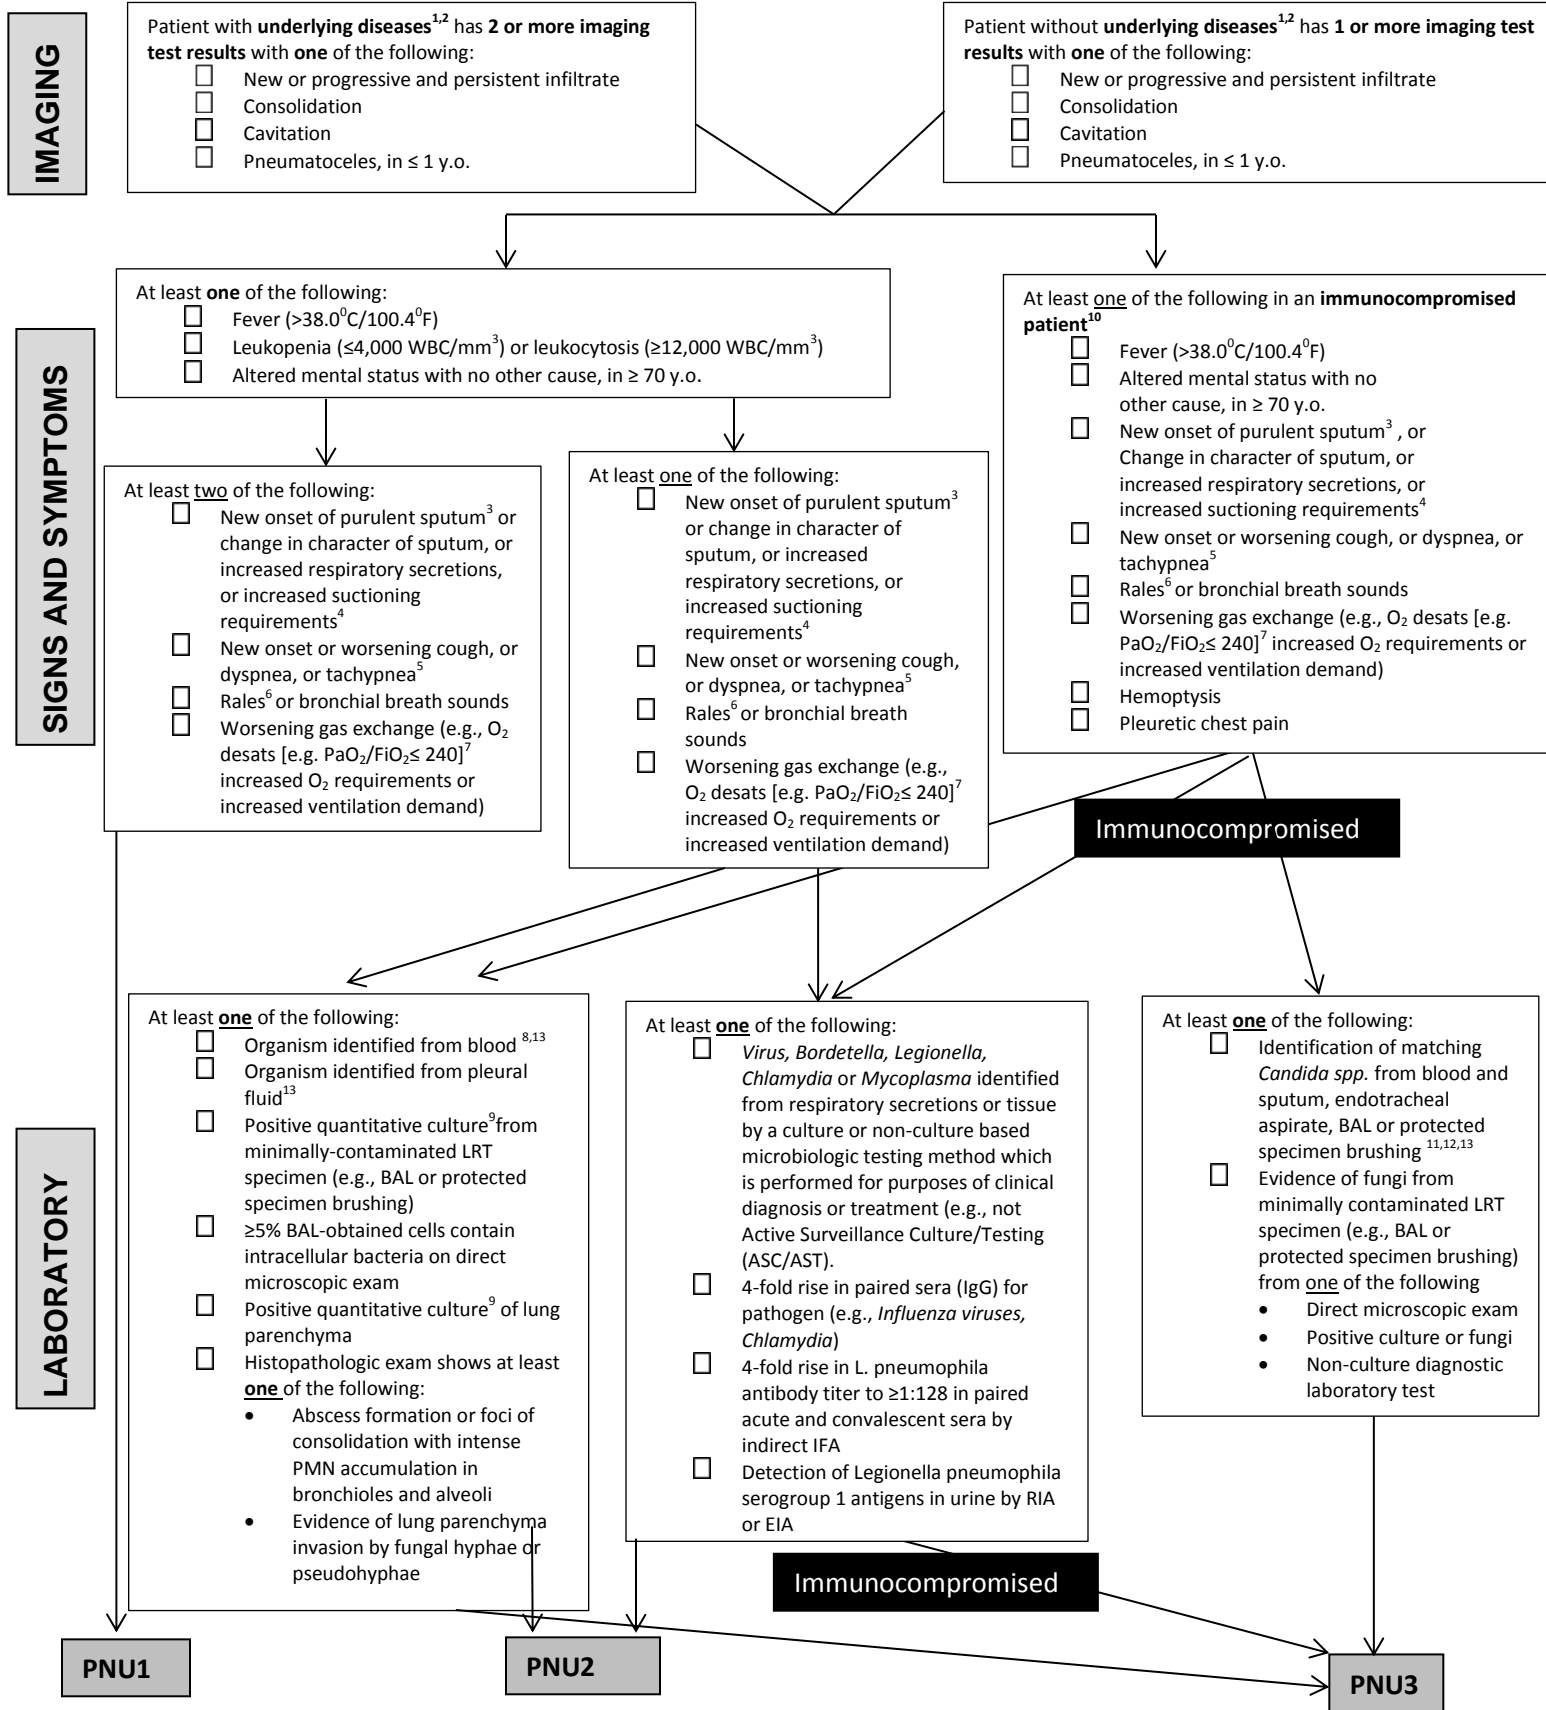 IMAGING
Patient with underlying diseases1,2 has 2 or more imaging
test results with one of the following:
New or progressive and persistent infiltrate
Consolidation
Cavitation
Pneumatoceles, in ≤ 1 y.o.
Patient without underlying diseases1,2 has 1 or more imaging test
results with one of the following:
New or progressive and persistent infiltrate
Consolidation
Cavitation
Pneumatoceles, in ≤ 1 y.o.
SIGNS AND SYMPTOMS
At least one of the following:
Fever (>38.0⁰C/100.4⁰F)
Leukopenia (≤4,000 WBC/mm3) or leukocytosis (≥12,000 WBC/mm3)
Altered mental status with no other cause, in ≥ 70 y.o.
At least two of the following:
New onset of purulent sputum3 or
change in character of sputum, or
increased respiratory secretions,
or increased suctioning
requirements4
New onset or worsening cough, or
dyspnea, or tachypnea5
Rales6 or bronchial breath sounds
Worsening gas exchange (e.g., O2
desats [e.g. PaO2/FiO2≤ 240]7
increased O2 requirements or
increased ventilation demand)
At least one of the following:
New onset of purulent sputum3
or change in character of
sputum, or increased
respiratory secretions, or
increased suctioning
requirements4
New onset or worsening cough,
or dyspnea, or tachypnea5
Rales6 or bronchial breath
sounds
Worsening gas exchange (e.g.,
O2 desats [e.g. PaO2/FiO2≤ 240]7
increased O2 requirements or
increased ventilation demand)
At least one of the following in an immunocompromised
patient10
Fever (>38.0⁰C/100.4⁰F)
Altered mental status with no
other cause, in ≥ 70 y.o.
New onset of purulent sputum3 , or
Change in character of sputum, or
increased respiratory secretions, or
increased suctioning requirements4
New onset or worsening cough, or dyspnea, or
tachypnea5
Rales6 or bronchial breath sounds
Worsening gas exchange (e.g., O2 desats [e.g.
PaO2/FiO2≤ 240]7 increased O2 requirements or
increased ventilation demand)
Hemoptysis
Pleuretic chest pain
Immunocompromised
LABORATORY
At least one of the following:
Organism identified from blood 8,13
Organism identified from pleural
fluid13
Positive quantitative culture9from
minimally-contaminated LRT
specimen (e.g., BAL or protected
specimen brushing)
≥5% BAL-obtained cells contain
intracellular bacteria on direct
microscopic exam
Positive quantitative culture9 of lung
parenchyma
Histopathologic exam shows at least
one of the following:
• Abscess formation or foci of
consolidation with intense
PMN accumulation in
bronchioles and alveoli
• Evidence of lung parenchyma
invasion by fungal hyphae or
pseudohyphae
At least one of the following:
Virus, Bordetella, Legionella,
Chlamydia or Mycoplasma identified
from respiratory secretions or tissue
by a culture or non-culture based
microbiologic testing method which
is performed for purposes of clinical
diagnosis or treatment (e.g., not
Active Surveillance Culture/Testing
(ASC/AST).
4-fold rise in paired sera (IgG) for
pathogen (e.g., Influenza viruses,
Chlamydia)
4-fold rise in L. pneumophila
antibody titer to ≥1:128 in paired
acute and convalescent sera by
indirect IFA
Detection of Legionella pneumophila
serogroup 1 antigens in urine by RIA
or EIA
At least one of the following:
Identification of matching
Candida spp. from blood and
sputum, endotracheal
aspirate, BAL or protected
specimen brushing 11,12,13
Evidence of fungi from
minimally contaminated LRT
specimen (e.g., BAL or
protected specimen brushing)
from one of the following
• Direct microscopic exam
• Positive culture or fungi
• Non-culture diagnostic
laboratory test
Immunocompromised
PNU1
PNU2
PNU3